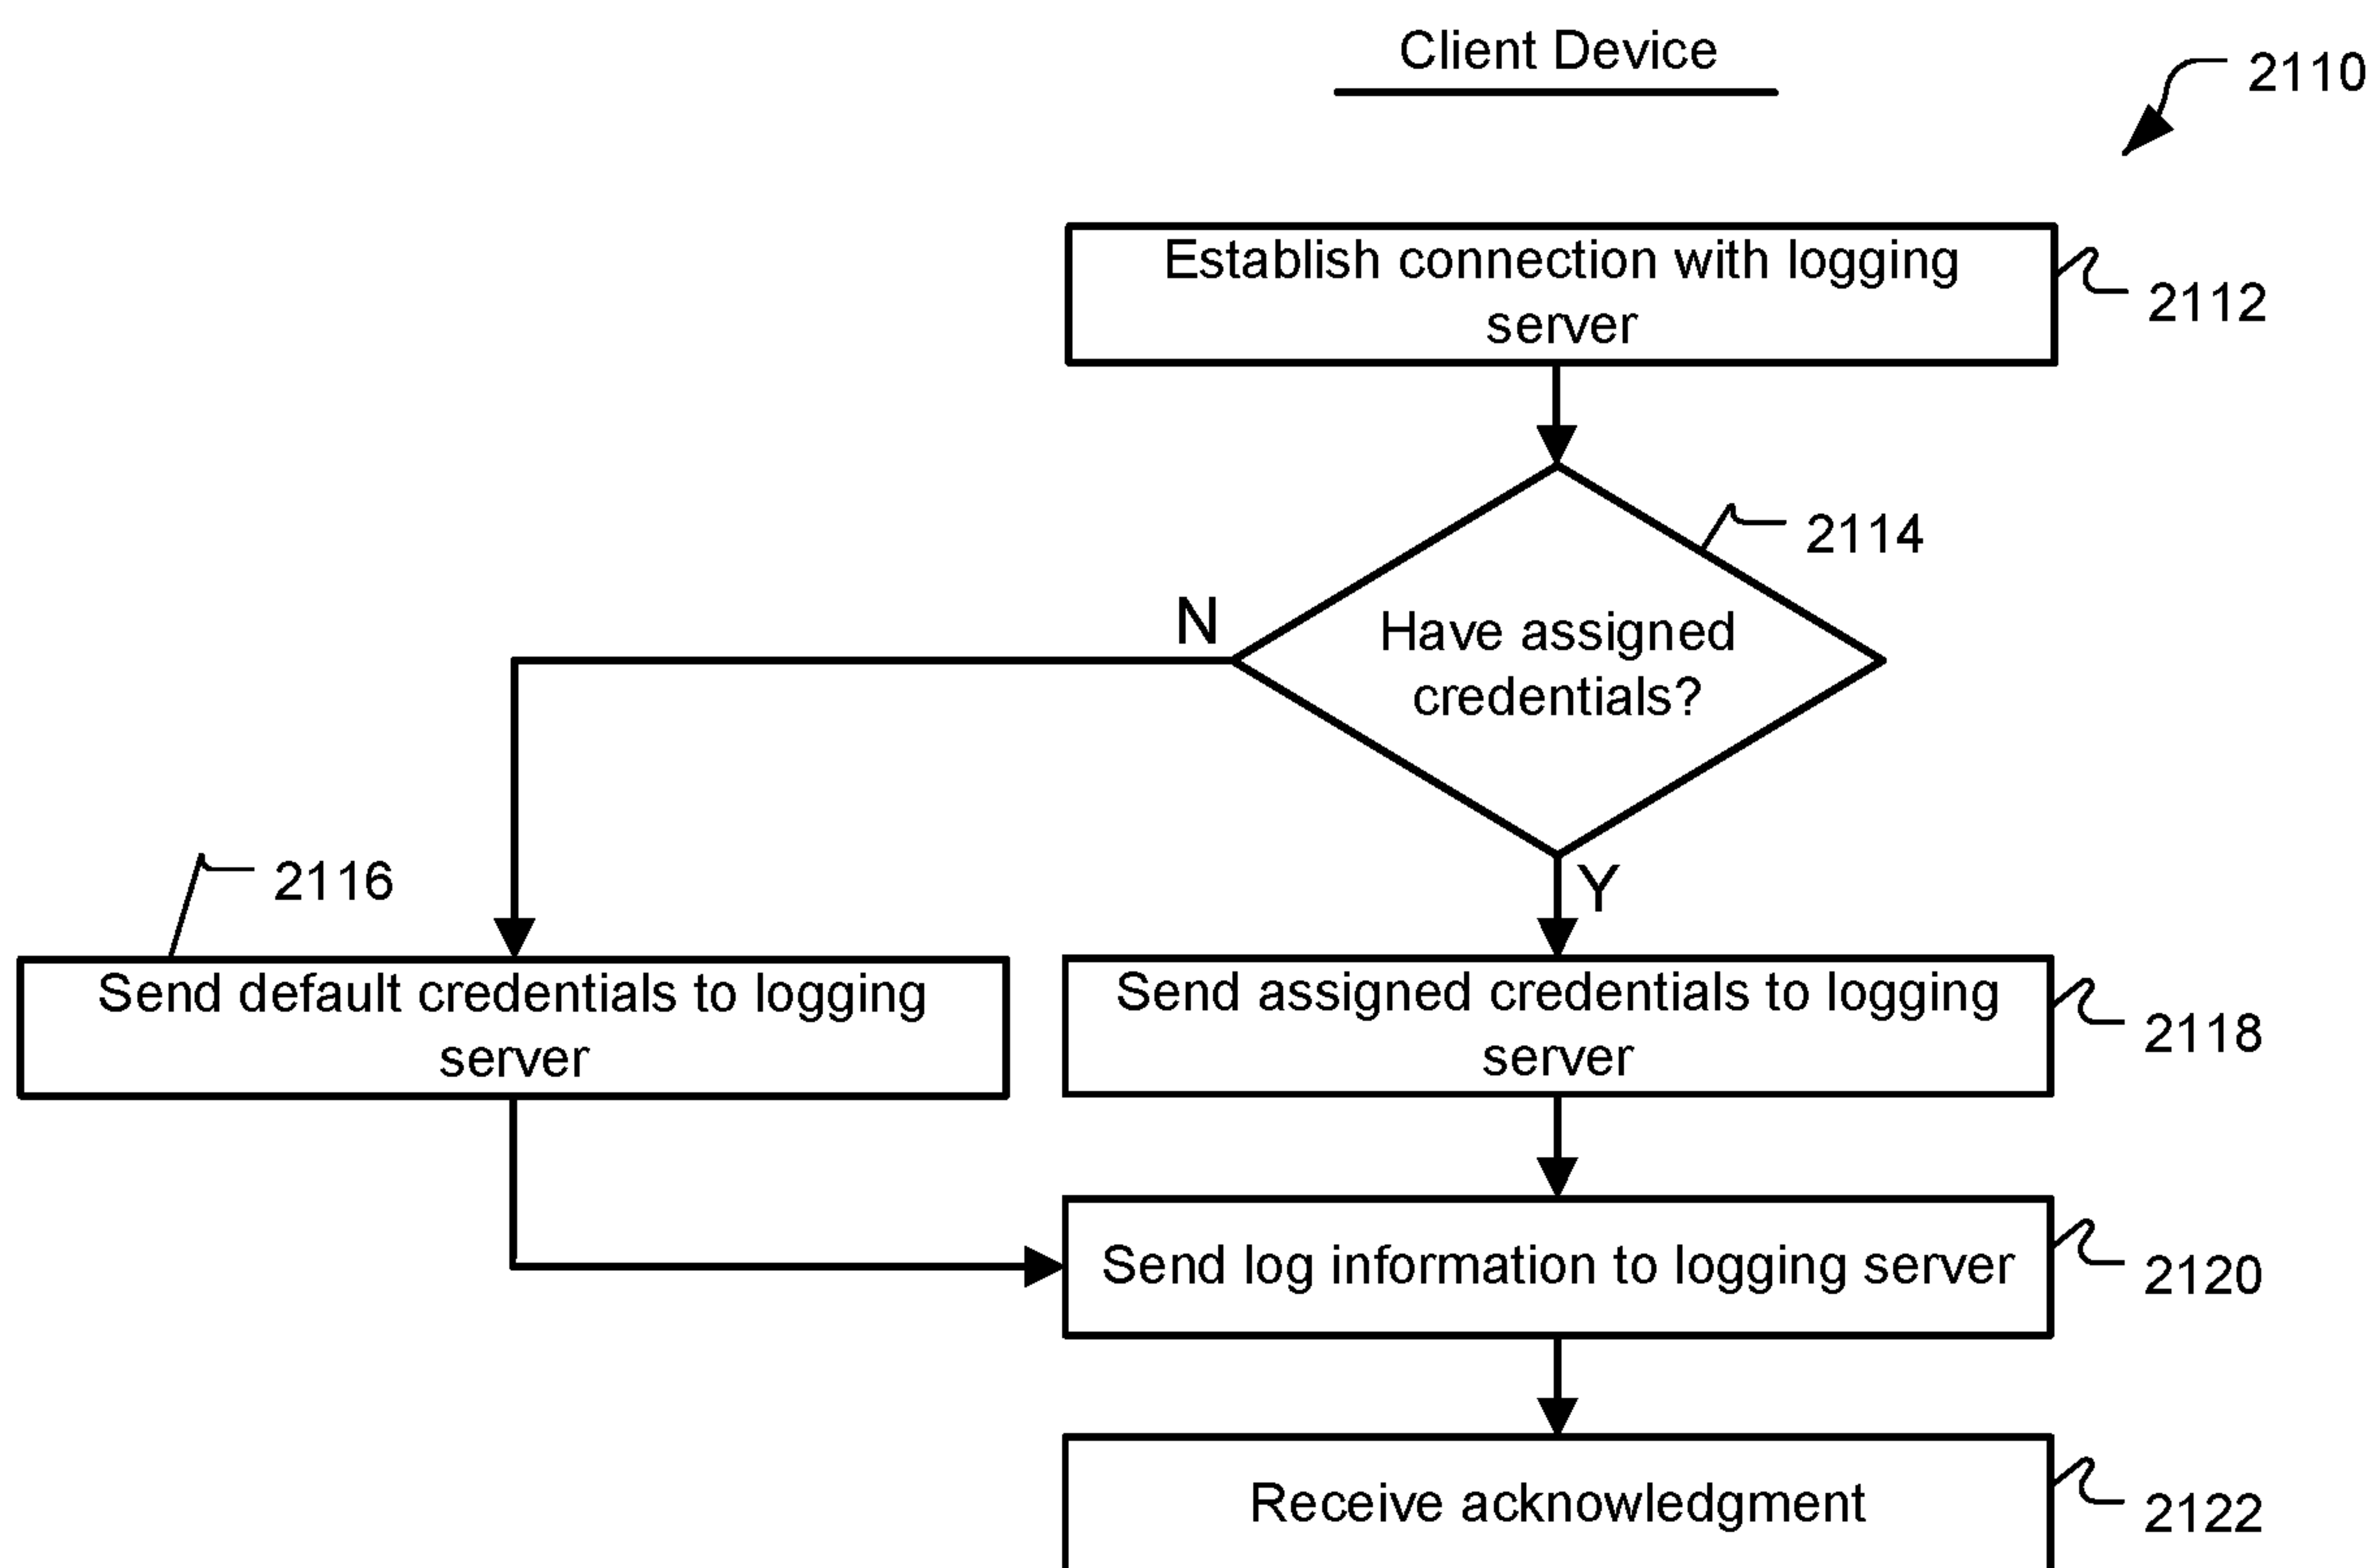 Client Device
2110
Establish connection with logging
server
2112
2114
N
Have assigned
credentials?
Y
2116
Send default credentials to logging
server
Send assigned credentials to logging
server
2118
Send log information to logging server
2120
Receive acknowledgment
2122